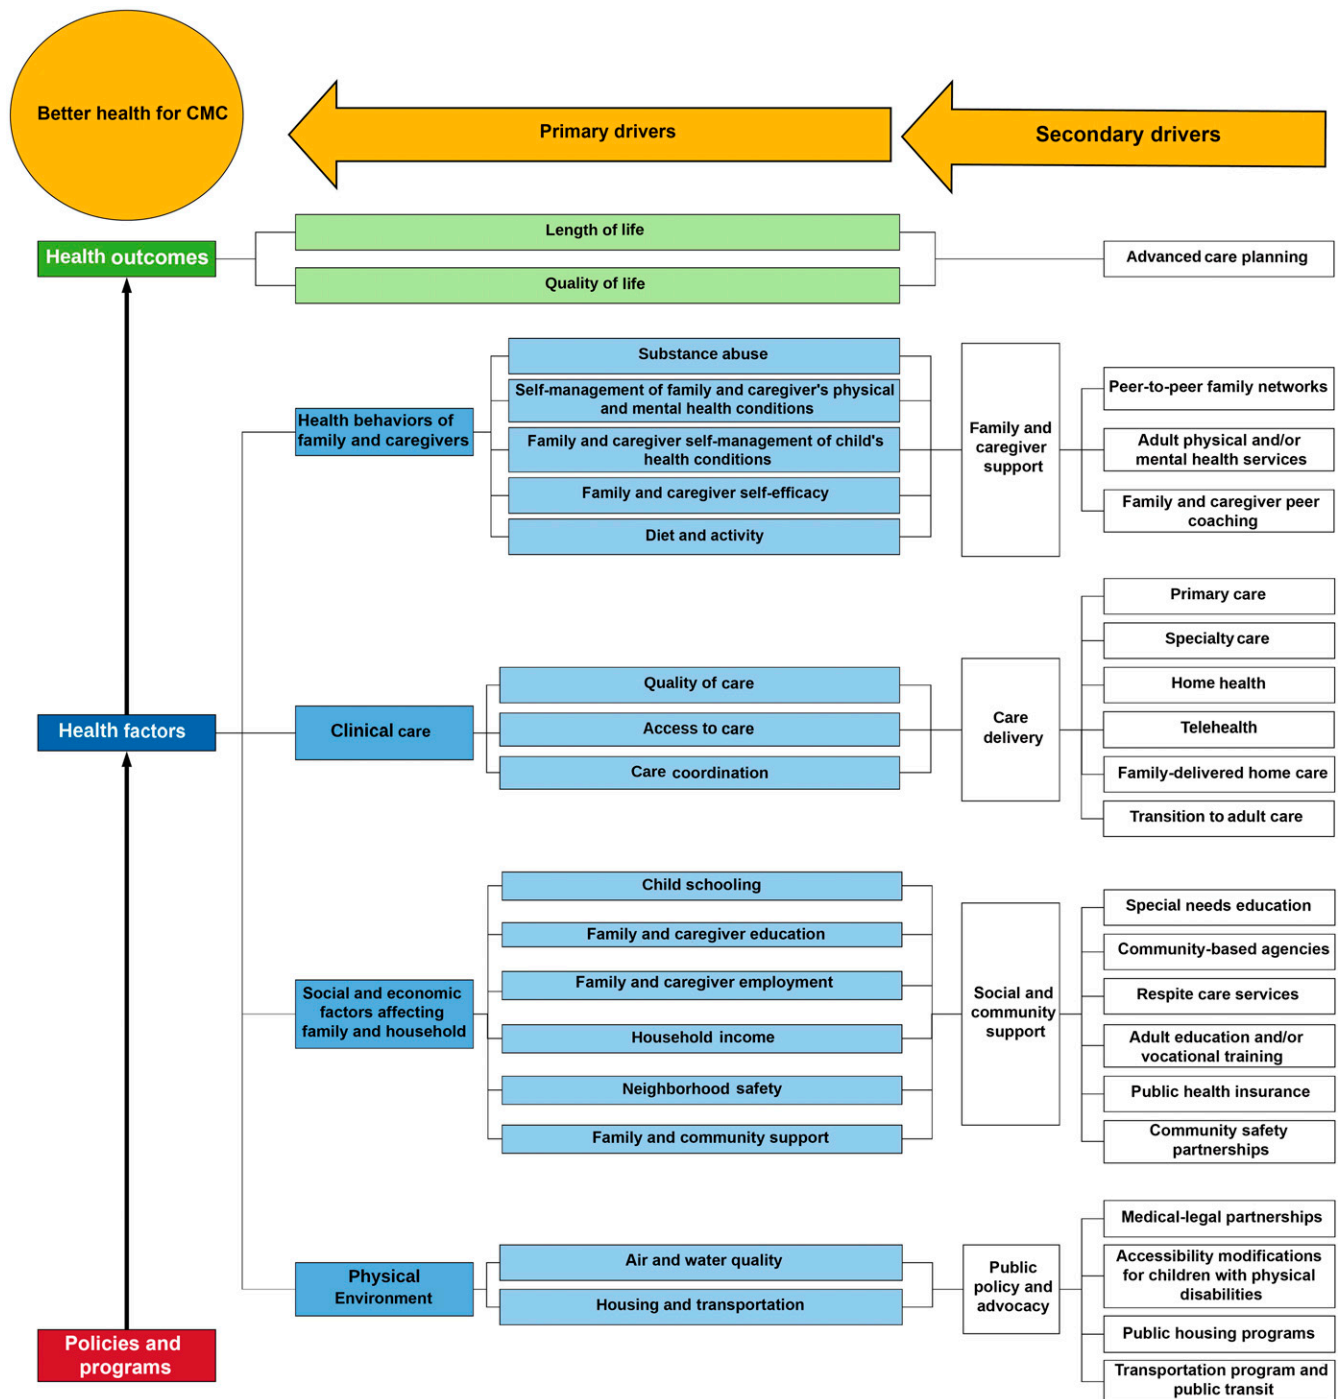 Better health for CMC
Primary drivers
Secondary drivers
Health outcomes
Length of life
Quality of life
Advanced care planning
Health behaviors of
family and caregivers
Substance abuse
Self-management of family and caregiver's physical
and mental health conditions
Family and caregiver self-management of child's
health conditions
Family and caregiver self-efficacy
Diet and activity
Family and
caregiver
support
Peer-to-peer family networks
Adult physical and/or
mental health services
Family and caregiver peer
coaching
Health factors
Clinical care
Quality of care
Access to care
Care coordination
Care
delivery
Primary care
Specialty care
Home health
Telehealth
Family-delivered home care
Transition to adult care
Social and economic
factors affecting
family and household
Child schooling
Family and caregiver education
Family and caregiver employment
Household income
Neighborhood safety
Family and community support
Social and
community
support
Special needs education
Community-based agencies
Respite care services
Adult education and/or
vocational training
Public health insurance
Community safety
partnerships
Physical
Environment
Air and water quality
Housing and transportation
Public
policy and
advocacy
Medical-legal partnerships
Accessibility modifications
for children with physical
disabilities
Public housing programs
Transportation program and
public transit
Policies and
programs